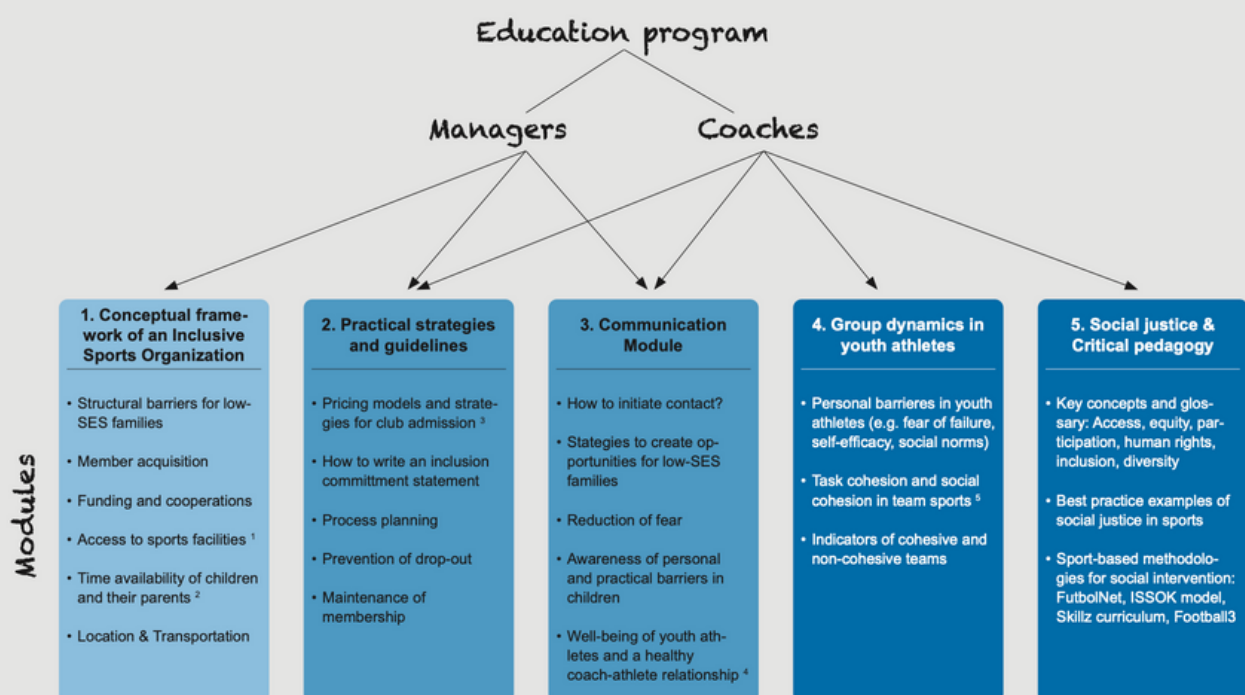 Education program
Managers
Coaches
Modules
1. Conceptual frame-
work of an Inclusive
Sports Organization
• Structural barriers for low-
SES families
• Member acquisition
• Funding and cooperations
• Access to sports facilities ¹
• Time availability of children
and their parents ²
• Location & Transportation
2. Practical strategies
and guidelines
• Pricing models and strate-
gies for club admission ³
• How to write an inclusion
committment statement
• Process planning
• Prevention of drop-out
• Maintenance of
membership
3. Communication
Module
• How to initiate contact?
• Stategies to create op-
portunities for low-SES
families
• Reduction of fear
• Awareness of personal
and practical barriers in
children
• Well-being of youth ath-
letes and a healthy
coach-athlete relationship ⁴
4. Group dynamics in
youth athletes
• Personal barrieres in youth
athletes (e.g. fear of failure,
self-efficacy, social norms)
• Task cohesion and social
cohesion in team sports ⁵
• Indicators of cohesive and
non-cohesive teams
5. Social justice &
Critical pedagogy
• Key concepts and glos-
sary: Access, equity, par-
ticipation, human rights,
inclusion, diversity
• Best practice examples of
social justice in sports
• Sport-based methodolo-
gies for social intervention:
FutbolNet, ISSOK model,
Skillz curriculum, Football3